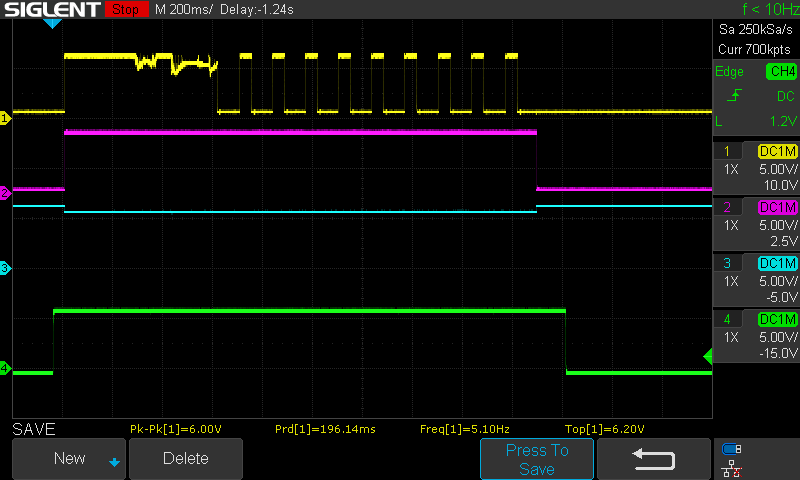 SIGLENT Stop M 200ms/ Delay:-1.24s f < 10Hz
Sa 250kSa/s
Curr 700kpts
Edge CH4
DC
L 1.2V
1 DC1M
1X 5.00V/
10.0V
2 DC1M
1X 5.00V/
2.5V
3 DC1M
1X 5.00V/
-5.0V
4 DC1M
1X 5.00V/
-15.0V
1
2
3
4
SAVE Pk-Pk[1]=6.00V Prd[1]=196.14ms Freq[1]=5.10Hz Top[1]=6.20V
New Delete Press To
Save